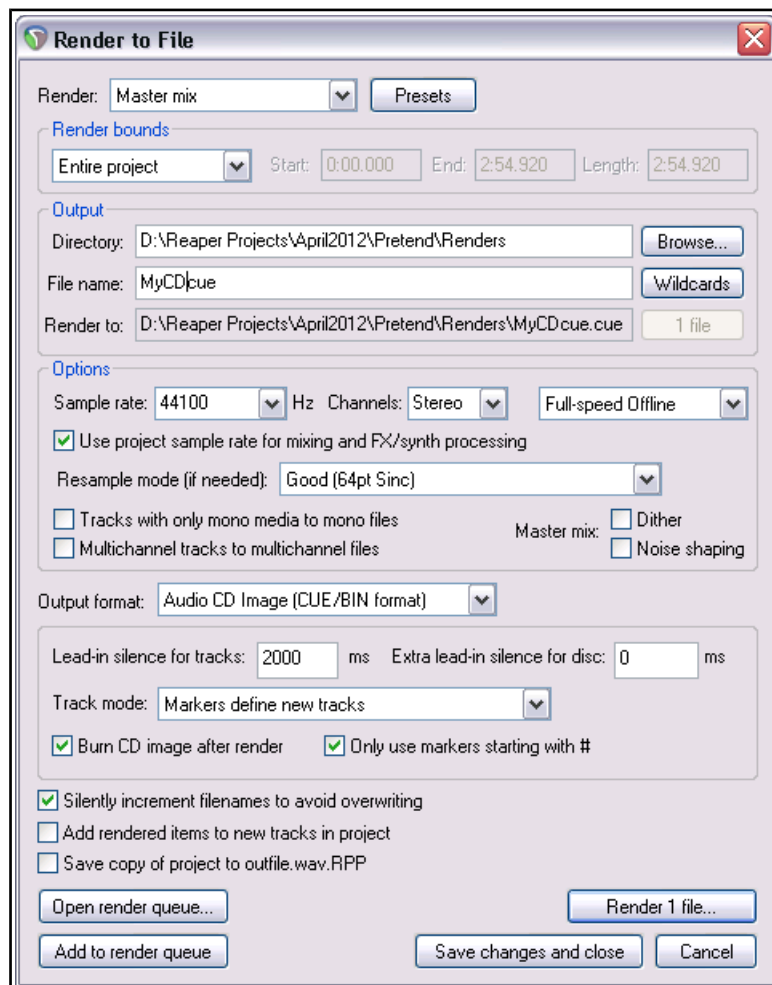 Render to File
Render: Master mix Presets
Render bounds
Entire project Start: 0:00.000 End: 2:54.920 Length: 2:54.920
Output
Directory: D:\Reaper Projects\April2012\Pretend\Renders Browse...
File name: MyCDcue Wildcards
Render to: D:\Reaper Projects\April2012\Pretend\Renders\MyCDcue.cue 1 file
Options
Sample rate: 44100 Hz Channels: Stereo Full-speed Offline
Use project sample rate for mixing and FX/synth processing
Resample mode (if needed): Good (64pt Sinc)
Tracks with only mono media to mono files
Master mix: Dither
Multichannel tracks to multichannel files
Noise shaping
Output format: Audio CD Image (CUE/BIN format)
Lead-in silence for tracks: 2000 ms Extra lead-in silence for disc: 0 ms
Track mode: Markers define new tracks
Burn CD image after render Only use markers starting with #
Silently increment filenames to avoid overwriting
Add rendered items to new tracks in project
Save copy of project to outfile.wav.RPP
Open render queue... Render 1 file...
Add to render queue Save changes and close Cancel